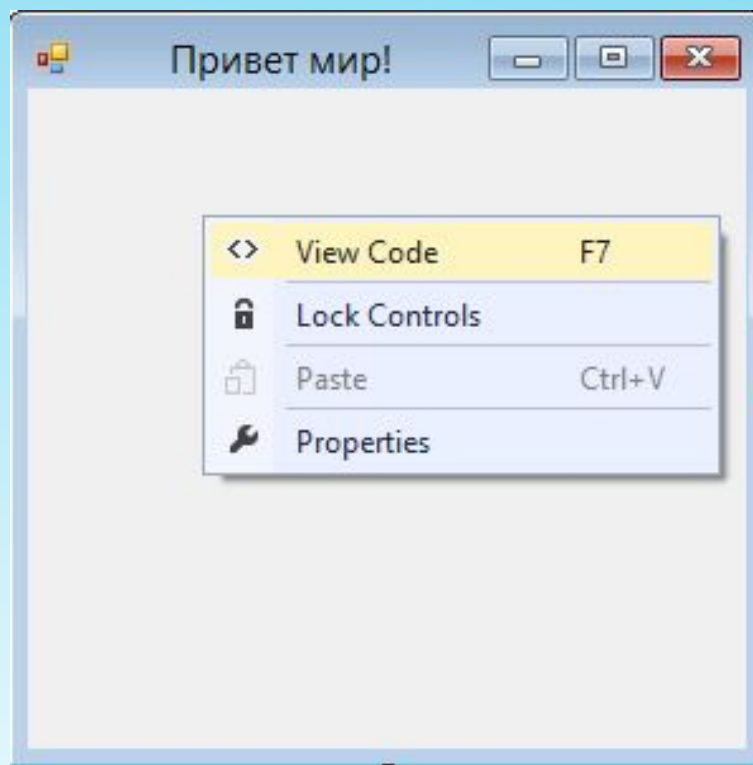 Привет мир!
View Code F7
Lock Controls
Paste Ctrl+V
Properties